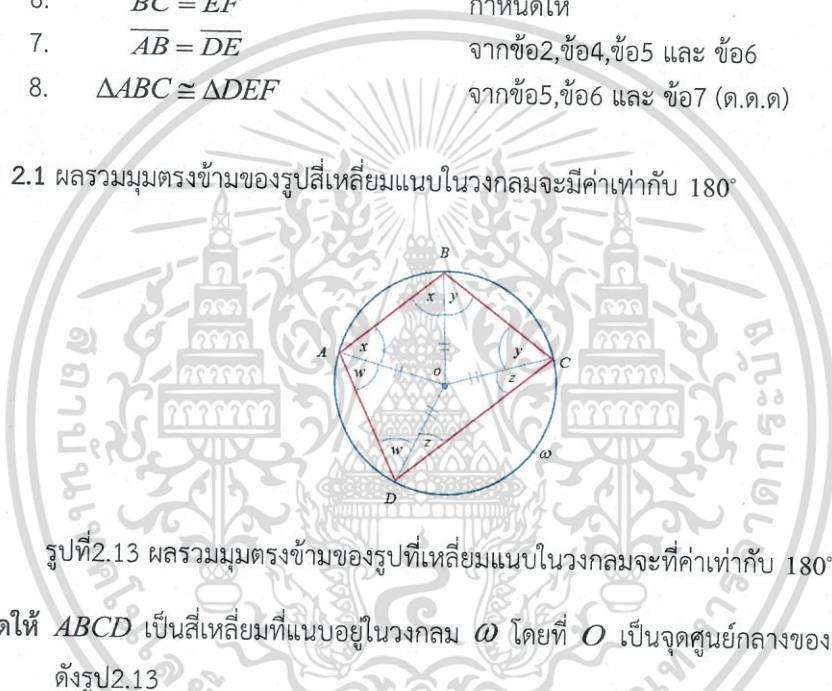 6. BC = EF กำหนดให้
7. AB = DE จากข้อ2,ข้อ4,ข้อ5 และ ข้อ6
8. ΔABC ≅ ΔDEF จากข้อ5,ข้อ6 และ ข้อ7 (ด.ด.ด)
2.1 ผลรวมมุมตรงข้ามของรูปสี่เหลี่ยมแนบในวงกลมจะมีค่าเท่ากับ 180°
B
x y
A x y C
w O z
w z ω
D
รูปที่2.13 ผลรวมมุมตรงข้ามของรูปที่เหลี่ยมแนบในวงกลมจะที่ค่าเท่ากับ 180°
ดให้ ABCD เป็นสี่เหลี่ยมที่แนบอยู่ในวงกลม ω โดยที่ O เป็นจุดศูนย์กลางของ
ดังรูป2.13